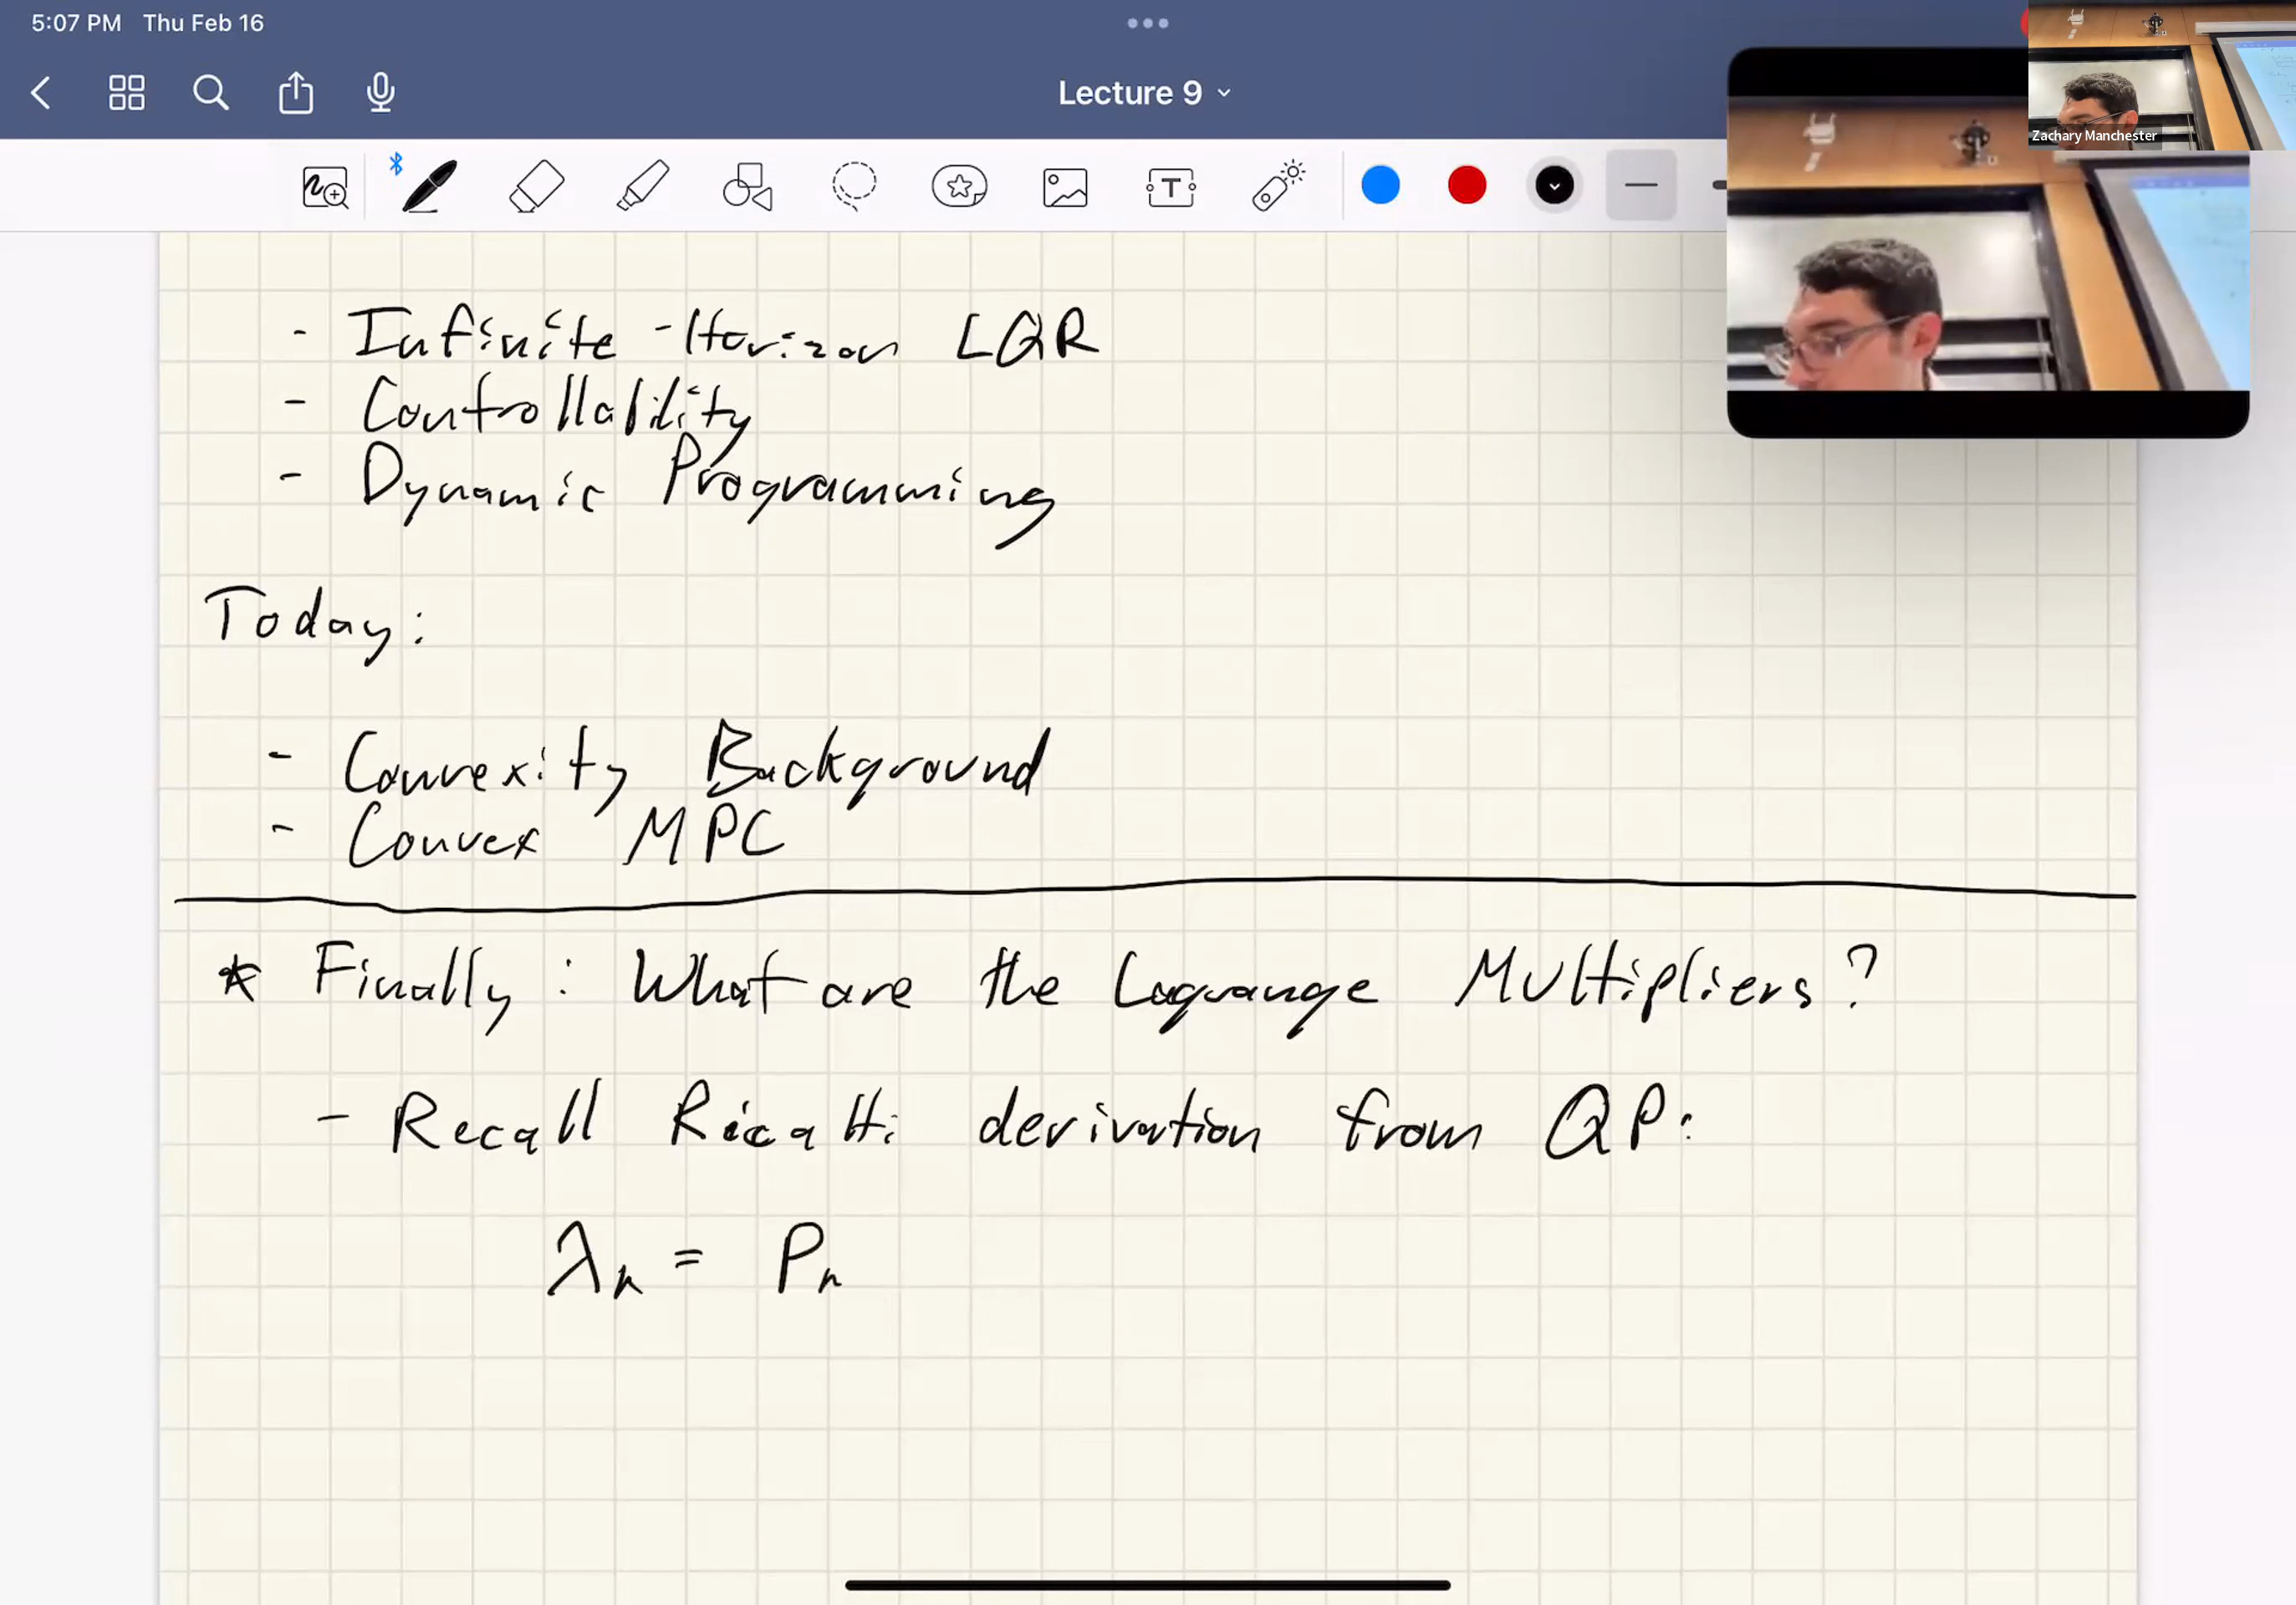 5:07 PM Thu Feb 16
Lecture 9
Zachary Manchester
- Infinite-Horizon LQR
- Controllability
- Dynamic Programming
Today:
- Convexity Background
- Convex MPC
* Finally: What are the Lagrange Multipliers?
- Recall Ricatti derivation from QP:
λₙ = Pₙ